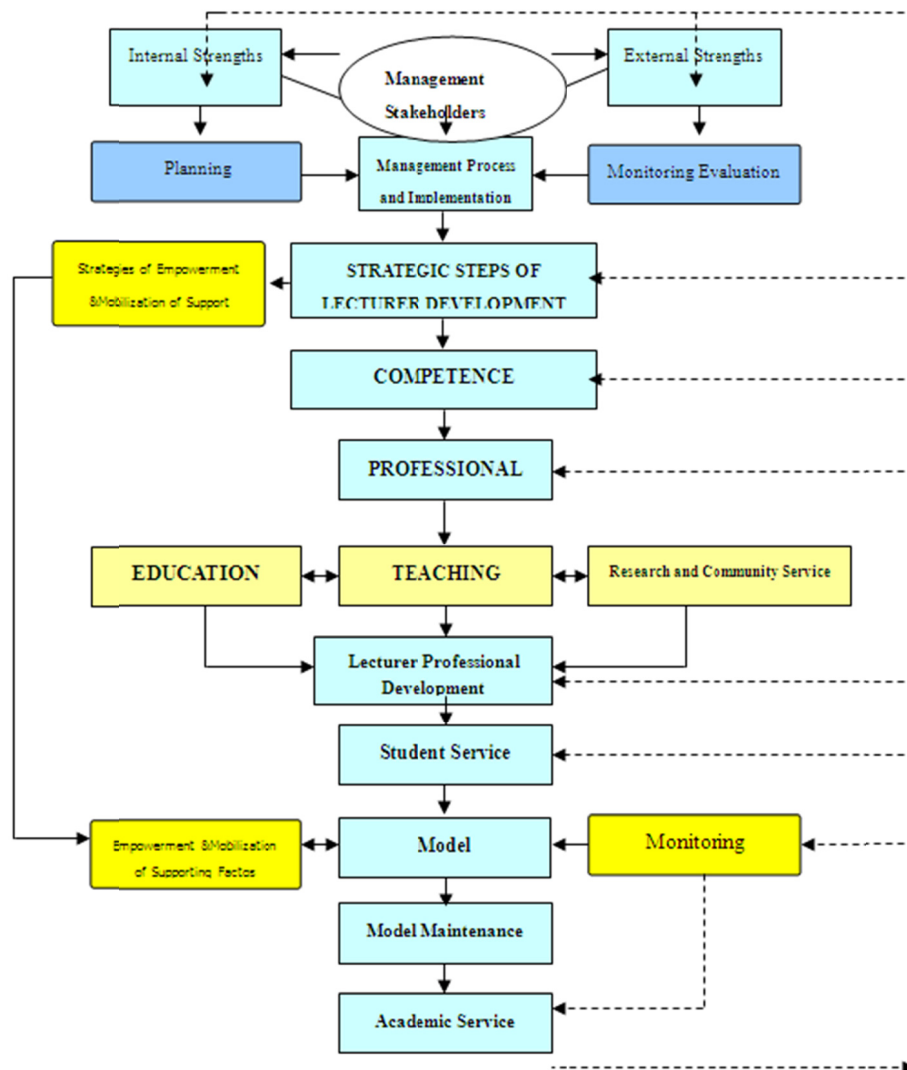 Internal Strengths
External Strengths
Management
Stakeholders
Planning
Management Process
and Implementation
Monitoring Evaluation
Strategies of Empowerment
&Mobilization of Support
STRATEGIC STEPS OF
LECTURER DEVELOPMENT
COMPETENCE
PROFESSIONAL
EDUCATION
TEACHING
Research and Community Service
Lecturer Professional
Development
Student Service
Empowerment &Mobilization
of Supporting Factos
Model
Monitoring
Model Maintenance
Academic Service